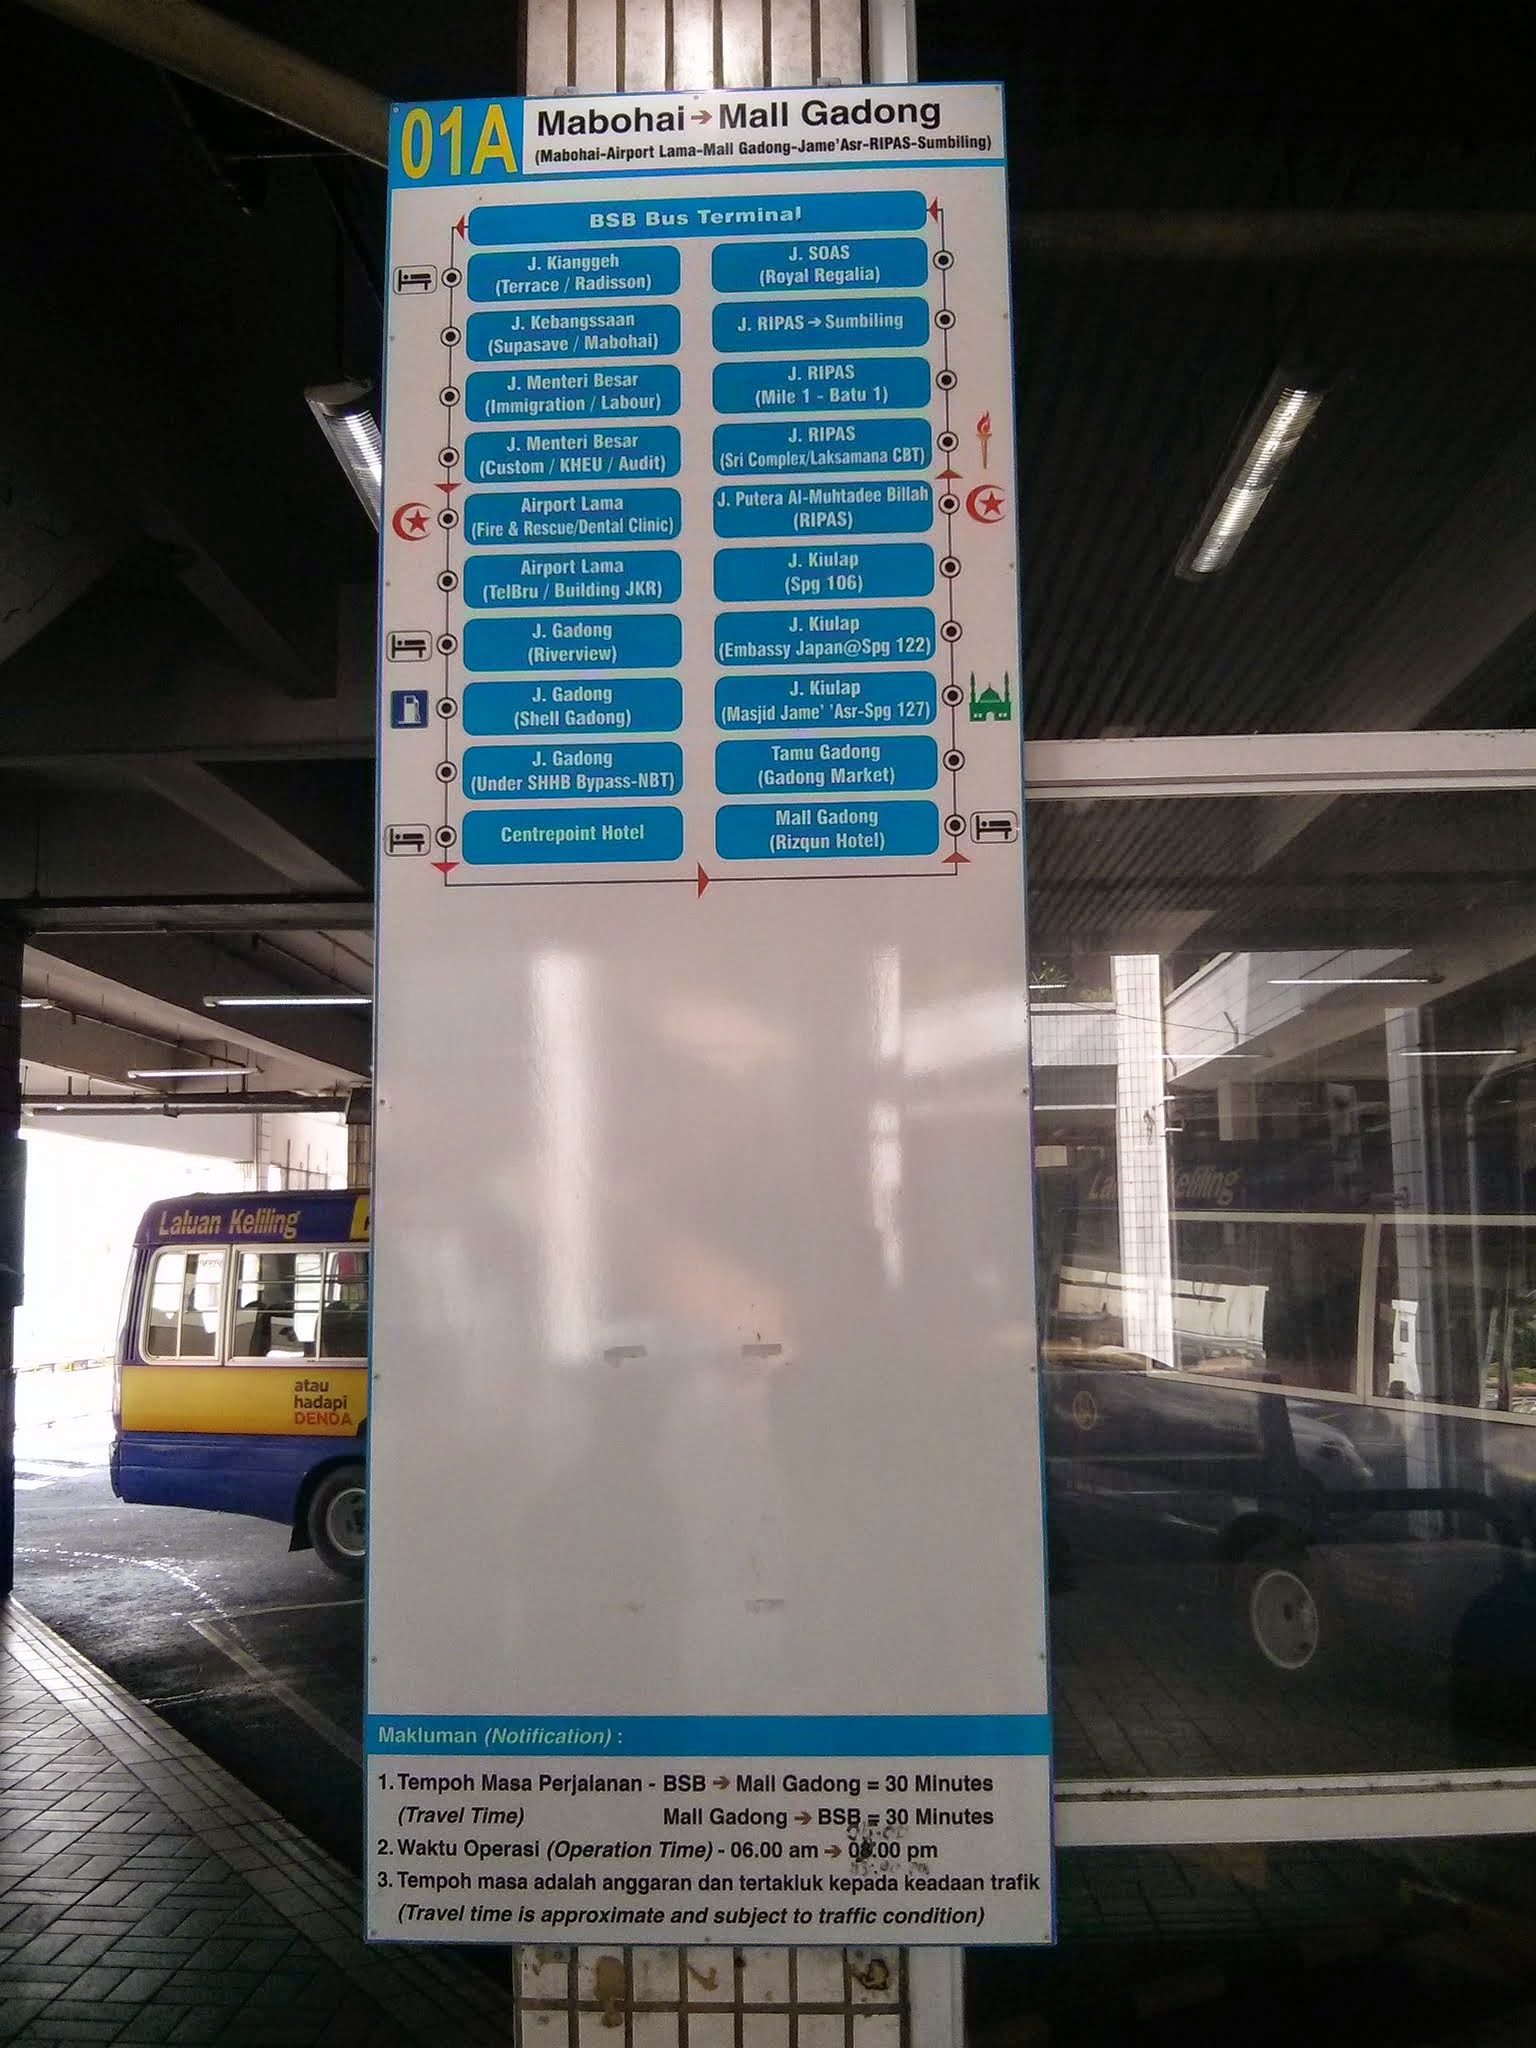 01A
Mabohai → Mall Gadong
(Mabohai-Airport Lama-Mall Gadong-Jame'Asr-RIPAS-Sumbiling)
BSB Bus Terminal
J. Kianggeh
(Terrace / Radisson)
J. Kebangssaan
(Supasave / Mabohai)
J. Menteri Besar
(Immigration / Labour)
J. Menteri Besar
(Custom / KHEU / Audit)
Airport Lama
(Fire & Rescue/Dental Clinic)
Airport Lama
(TelBru / Building JKR)
J. Gadong
(Riverview)
J. Gadong
(Shell Gadong)
J. Gadong
(Under SHHB Bypass-NBT)
Centrepoint Hotel
J. SOAS
(Royal Regalia)
J. RIPAS → Sumbiling
J. RIPAS
(Mile 1 - Batu 1)
J. RIPAS
(Sri Complex/Laksamana CBT)
J. Putera Al-Muhtadee Billah
(RIPAS)
J. Kiulap
(Spg 106)
J. Kiulap
(Embassy Japan@Spg 122)
J. Kiulap
(Masjid Jame' 'Asr-Spg 127)
Tamu Gadong
(Gadong Market)
Mall Gadong
(Rizqun Hotel)
Laluan Keliling
atau
hadapi
DENDA
Makluman (Notification) :
1. Tempoh Masa Perjalanan - BSB → Mall Gadong = 30 Minutes
(Travel Time) Mall Gadong → BSB = 30 Minutes
2. Waktu Operasi (Operation Time) - 06.00 am → 08.00 pm
3. Tempoh masa adalah anggaran dan tertakluk kepada keadaan trafik
(Travel time is approximate and subject to traffic condition)